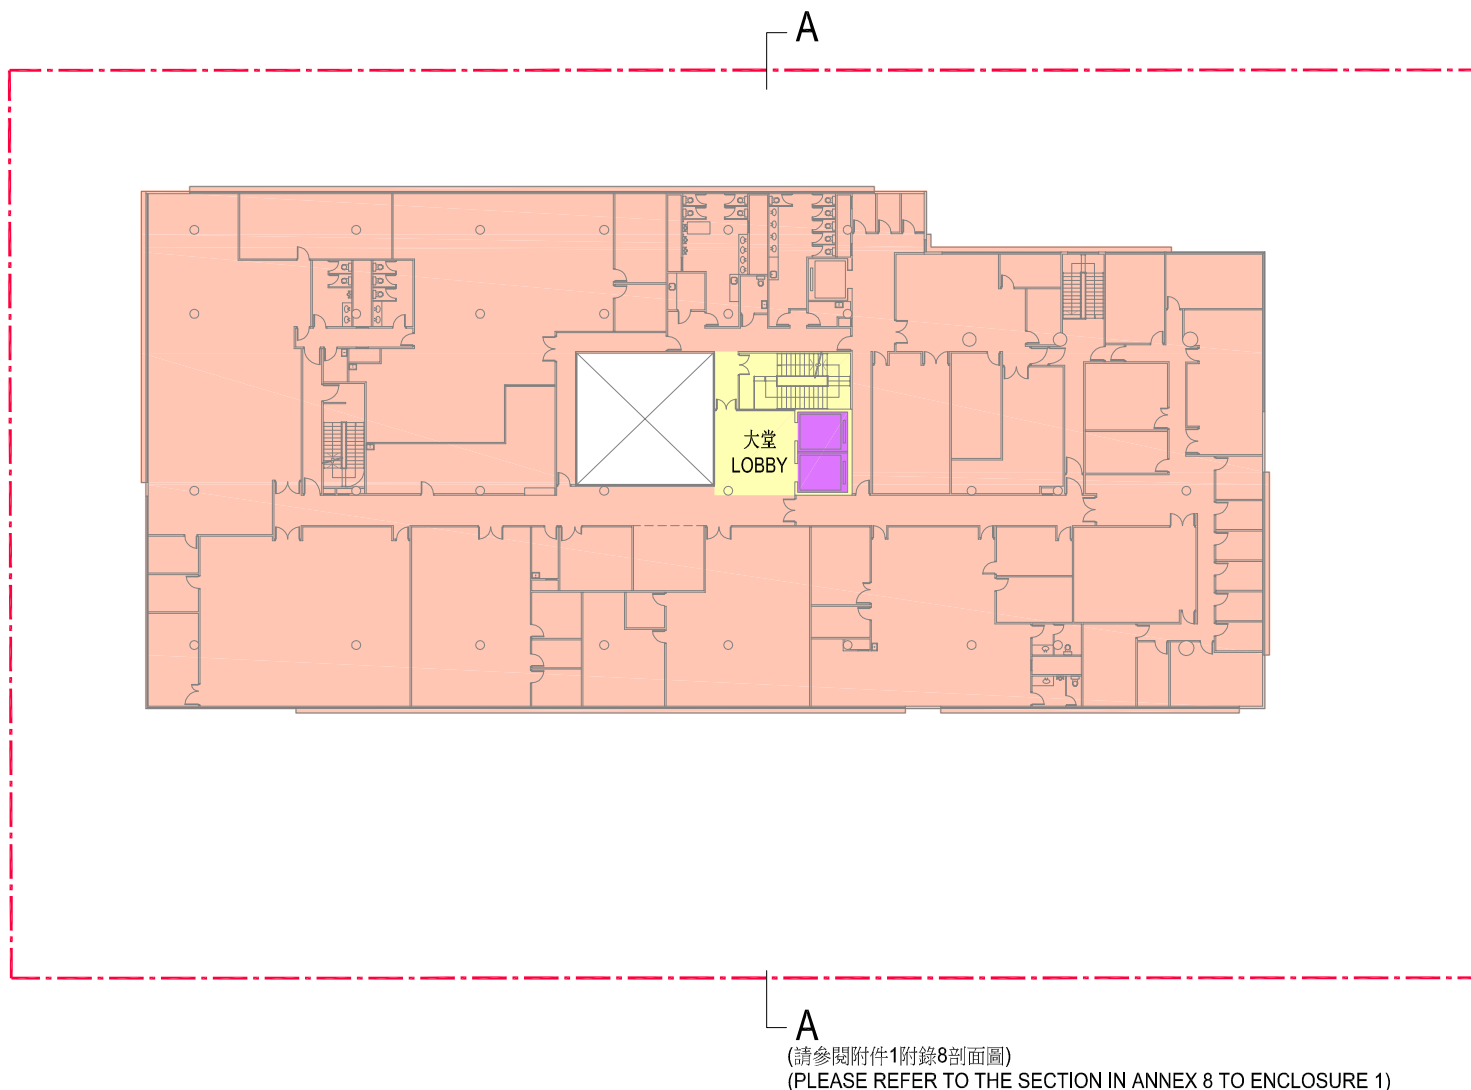 A
大堂
LOBBY
A
(請參閱附件1附錄8剖面圖)
(PLEASE REFER TO THE SECTION IN ANNEX 8 TO ENCLOSURE 1)